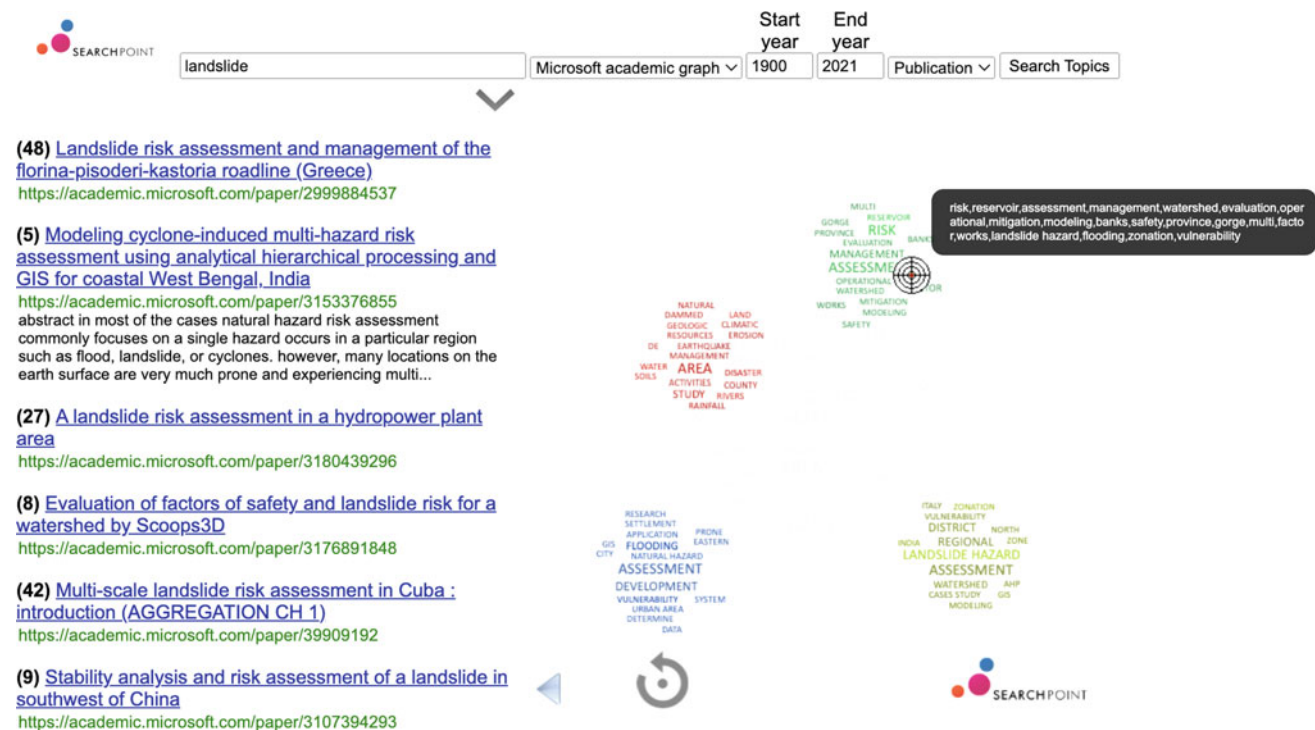 SEARCHPOINT
Start year
End year
landslide
Microsoft academic graph
1900
2021
Publication
Search Topics
(48) Landslide risk assessment and management of the
florina-pisoderi-kastoria roadline (Greece)
https://academic.microsoft.com/paper/2999884537
(5) Modeling cyclone-induced multi-hazard risk
assessment using analytical hierarchical processing and
GIS for coastal West Bengal, India
https://academic.microsoft.com/paper/3153376855
abstract in most of the cases natural hazard risk assessment
commonly focuses on a single hazard occurs in a particular region
such as flood, landslide, or cyclones. however, many locations on the
earth surface are very much prone and experiencing multi...
(27) A landslide risk assessment in a hydropower plant
area
https://academic.microsoft.com/paper/3180439296
(8) Evaluation of factors of safety and landslide risk for a
watershed by Scoops3D
https://academic.microsoft.com/paper/3176891848
(42) Multi-scale landslide risk assessment in Cuba :
introduction (AGGREGATION CH 1)
https://academic.microsoft.com/paper/39909192
(9) Stability analysis and risk assessment of a landslide in
southwest of China
https://academic.microsoft.com/paper/3107394293
MULTI
GORGE RESERVOIR
PROVINCE RISK
EVALUATION BANKS
MANAGEMENT
ASSESSME
OPERATIONAL
WATERSHED TOR
WORKS MITIGATION
MODELING
SAFETY
risk,reservoir,assessment,management,watershed,evaluation,oper
ational,mitigation,modeling,banks,safety,province,gorge,multi,facto
r,works,landslide hazard,flooding,zonation,vulnerability
NATURAL
DAMMED LAND
GEOLOGIC CLIMATIC
RESOURCES EROSION
DE EARTHQUAKE
MANAGEMENT
WATER AREA DISASTER
SOILS ACTIVITIES COUNTY
STUDY RIVERS
RAINFALL
RESEARCH
SETTLEMENT
APPLICATION PRONE
GIS FLOODING EASTERN
CITY NATURAL HAZARD
ASSESSMENT
DEVELOPMENT
VULNERABILITY SYSTEM
URBAN AREA
DETERMINE
DATA
ITALY ZONATION
VULNERABILITY
DISTRICT NORTH
INDIA REGIONAL ZONE
LANDSLIDE HAZARD
ASSESSMENT
WATERSHED AHP
CASES STUDY GIS
MODELING
SEARCHPOINT